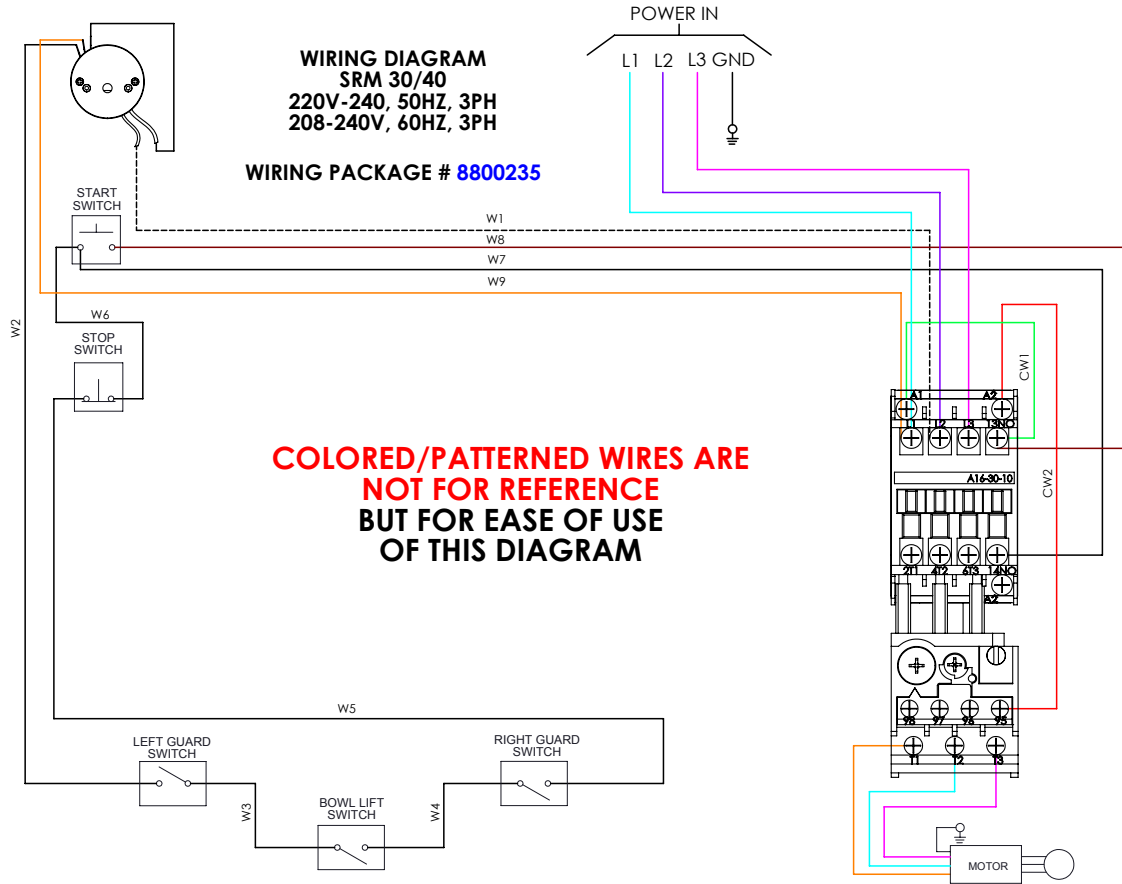 POWER IN
L1 L2 L3 GND
WIRING DIAGRAM
SRM 30/40
220V-240, 50HZ, 3PH
208-240V, 60HZ, 3PH
WIRING PACKAGE # 8800235
START
SWITCH
W1
W8
W7
W9
W2
W6
STOP
SWITCH
CW1
A1 A2
L1 L2 L3 13NO
A16-30-10
CW2
COLORED/PATTERNED WIRES ARE
NOT FOR REFERENCE
BUT FOR EASE OF USE
OF THIS DIAGRAM
2T1 4T2 6T3 14NO
A2
98 97 96 95
T1 T2 T3
W5
LEFT GUARD
SWITCH
RIGHT GUARD
SWITCH
W3
BOWL LIFT
SWITCH
W4
MOTOR